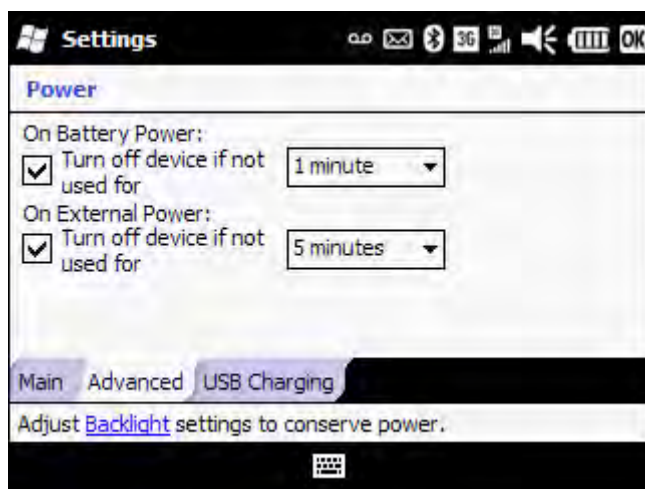 Settings
3G
OK
Power
On Battery Power:
Turn off device if not
used for
1 minute
On External Power:
Turn off device if not
used for
5 minutes
Main Advanced USB Charging
Adjust Backlight settings to conserve power.